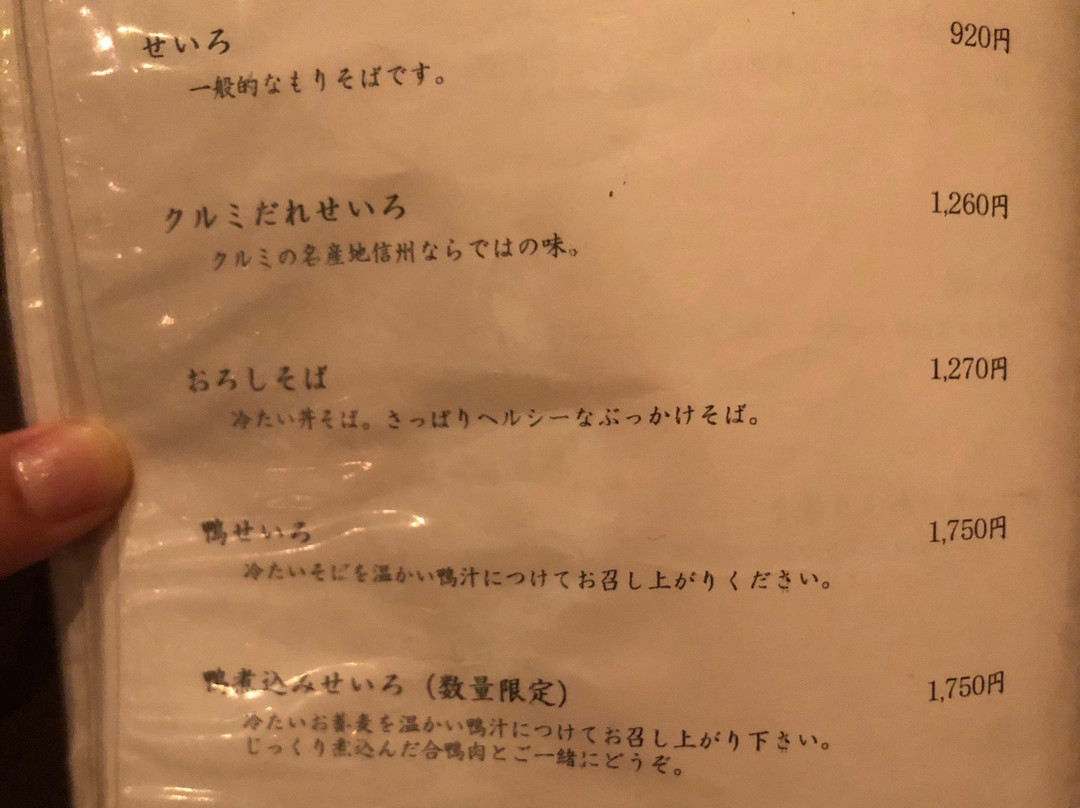 せいろ 920円
一般的なもりそばです。
クルミだれせいろ 1,260円
クルミの名産地信州ならではの味。
おろしそば 1,270円
冷たい丼そば。さっぱりヘルシーなぶっかけそば。
鴨せいろ 1,750円
冷たいそばを温かい鴨汁につけてお召し上がりください。
鴨煮込みせいろ（数量限定） 1,750円
冷たいお蕎麦を温かい鴨汁につけてお召し上がり下さい。
じっくり煮込んだ合鴨肉とご一緒にどうぞ。